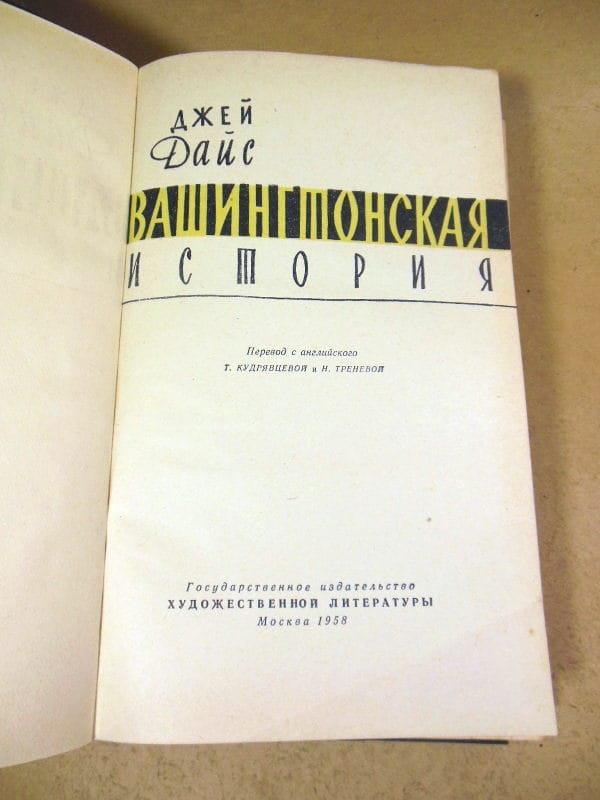 ДЖЕЙ
Дайс
ВАШИНГТОНСКАЯ
ИСТОРИЯ
Перевод с английского
Т. КУДРЯВЦЕВОЙ и Н. ТРЕНЕВОЙ
Государственное издательство
ХУДОЖЕСТВЕННОЙ ЛИТЕРАТУРЫ
Москва 1958